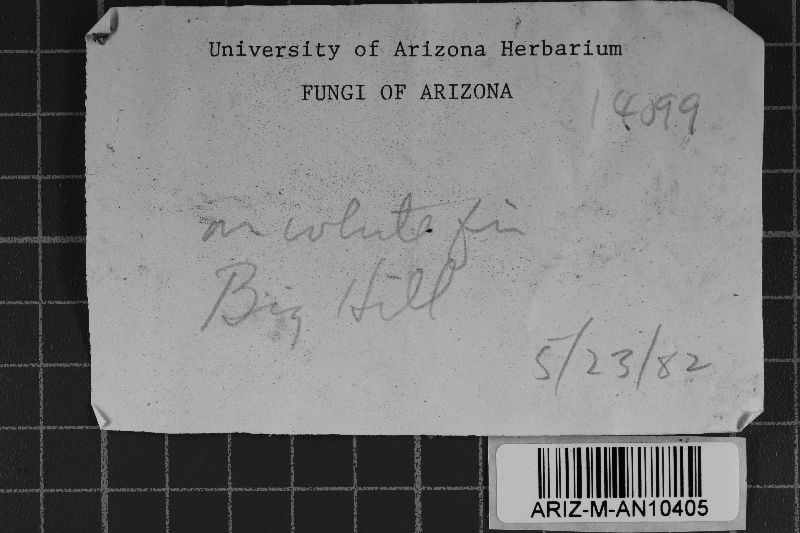 University of Arizona Herbarium
FUNGI OF ARIZONA
14099
on white fir
Big Hill
5/23/82
ARIZ-M-AN10405